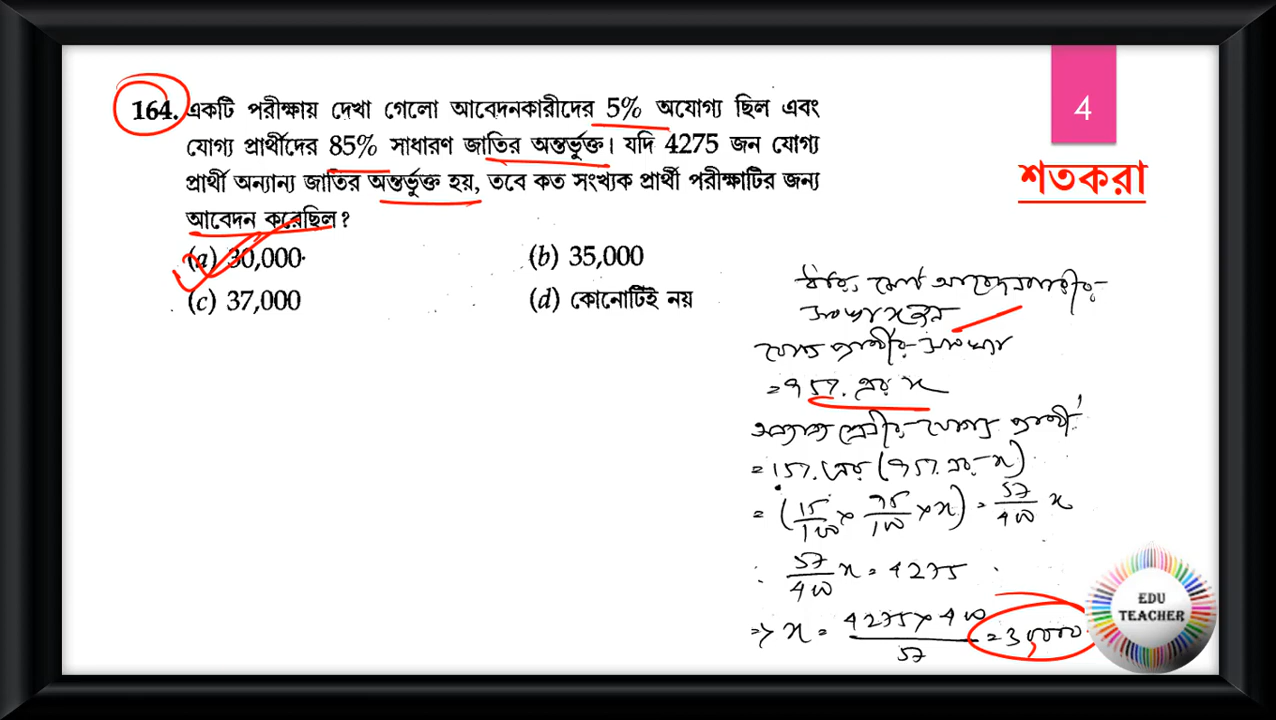 164. একটি পরীক্ষায় দেখা গেলো আবেদনকারীদের 5% অযোগ্য ছিল এবং
যোগ্য প্রার্থীদের 85% সাধারণ জাতির অন্তর্ভুক্ত। যদি 4275 জন যোগ্য
প্রার্থী অন্যান্য জাতির অন্তর্ভুক্ত হয়, তবে কত সংখ্যক প্রার্থী পরীক্ষাটির জন্য
আবেদন করেছিল?
(a) 30,000 (b) 35,000
(c) 37,000 (d) কোনোটিই নয়
4
শতকরা
ধরি, মোট আবেদনকারীর
সংখ্যা x জন
যোগ্য প্রার্থীর সংখ্যা
= 95% এর x
অন্যান্য শ্রেণীর যোগ্য প্রার্থী
= 15% এর (95% এর x)
= (15/100 × 95/100 × x) = 57/400 x
∴ 57/400 x = 4275
⇒ x = 4275 × 400 / 57 = 30,000
EDU
TEACHER